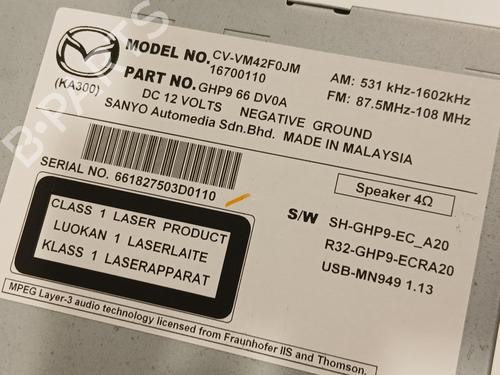 MODEL NO. CV-VM42F0JM
16700110
(KA300)
PART NO. GHP9 66 DV0A
DC 12 VOLTS NEGATIVE GROUND
SANYO Automedia Sdn.Bhd. MADE IN MALAYSIA
AM: 531 kHz-1602kHz
FM: 87.5MHz-108 MHz
SERIAL NO. 661827503D0110
Speaker 4Ω
S/W SH-GHP9-EC_A20
R32-GHP9-ECRA20
USB-MN949 1.13
CLASS 1 LASER PRODUCT
LUOKAN 1 LASERLAITE
KLASS 1 LASERAPPARAT
MPEG Layer-3 audio technology licensed from Fraunhofer IIS and Thomson.
B-PARTS